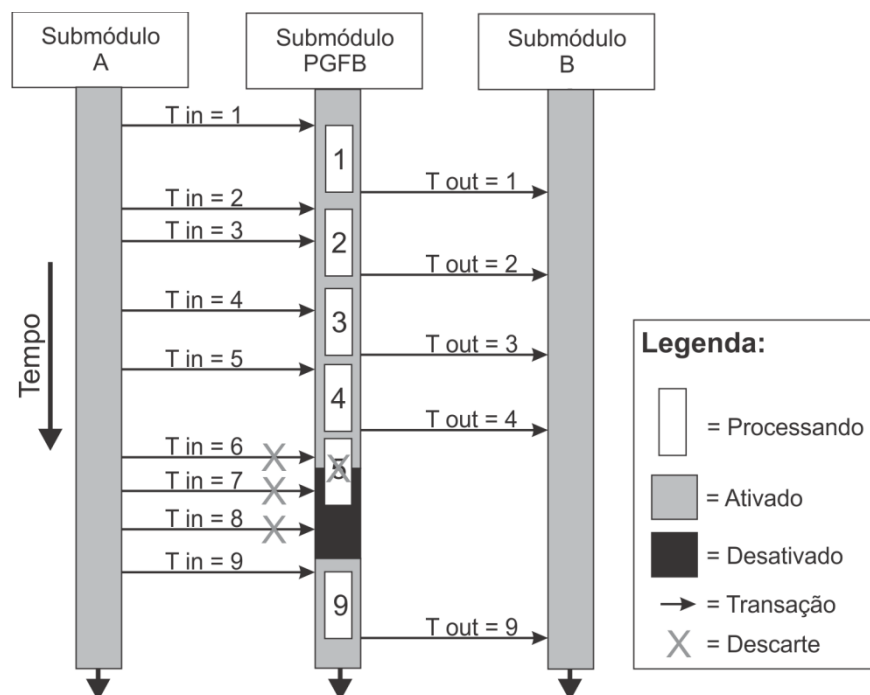 Submódulo
A
Submódulo
PGFB
Submódulo
B
T in = 1
1
T out = 1
T in = 2
T in = 3
2
T out = 2
T in = 4
3
T out = 3
T in = 5
4
T out = 4
T in = 6
5
T in = 7
T in = 8
T in = 9
9
T out = 9
Tempo
Legenda:
= Processando
= Ativado
= Desativado
= Transação
= Descarte